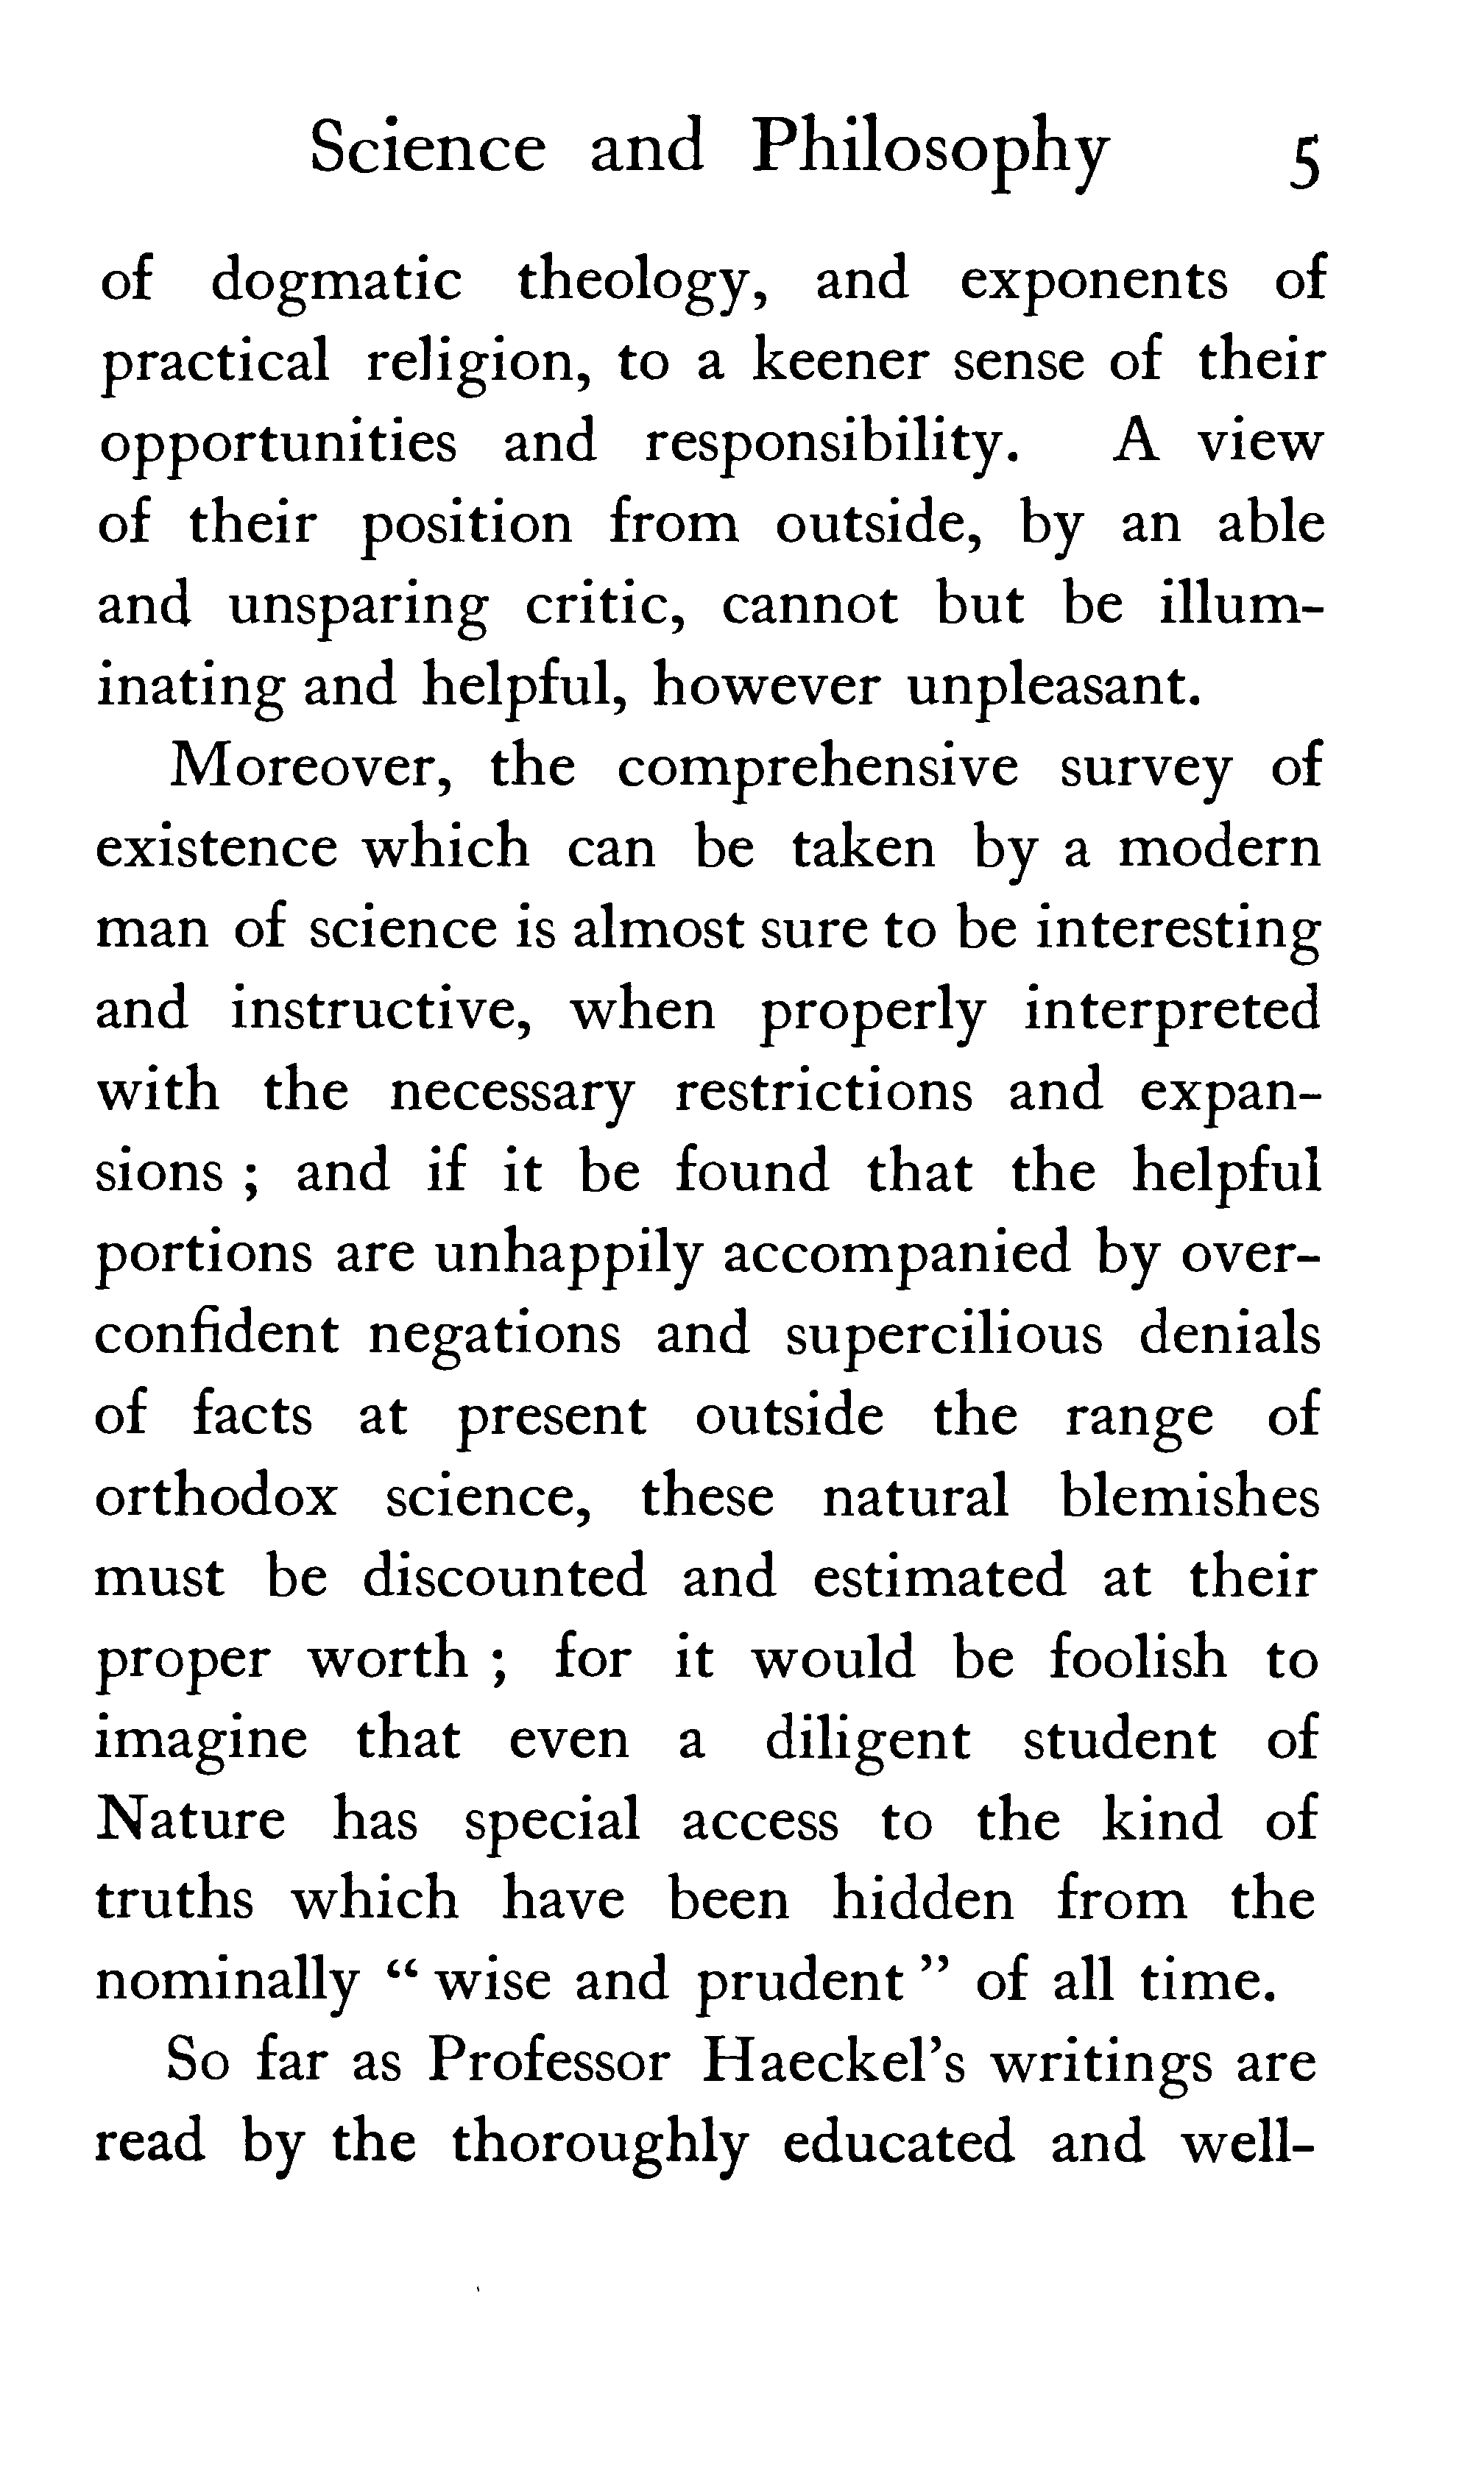 Science and Philosophy 5
of dogmatic theology, and exponents of
practical religion, to a keener sense of their
opportunities and responsibility. A view
of their position from outside, by an able
and unsparing critic, cannot but be illum-
inating and helpful, however unpleasant.
Moreover, the comprehensive survey of
existence which can be taken by a modern
man of science is almost sure to be interesting
and instructive, when properly interpreted
with the necessary restrictions and expan-
sions ; and if it be found that the helpful
portions are unhappily accompanied by over-
confident negations and supercilious denials
of facts at present outside the range of
orthodox science, these natural blemishes
must be discounted and estimated at their
proper worth ; for it would be foolish to
imagine that even a diligent student of
Nature has special access to the kind of
truths which have been hidden from the
nominally “ wise and prudent ” of all time.
So far as Professor Haeckel’s writings are
read by the thoroughly educated and well-